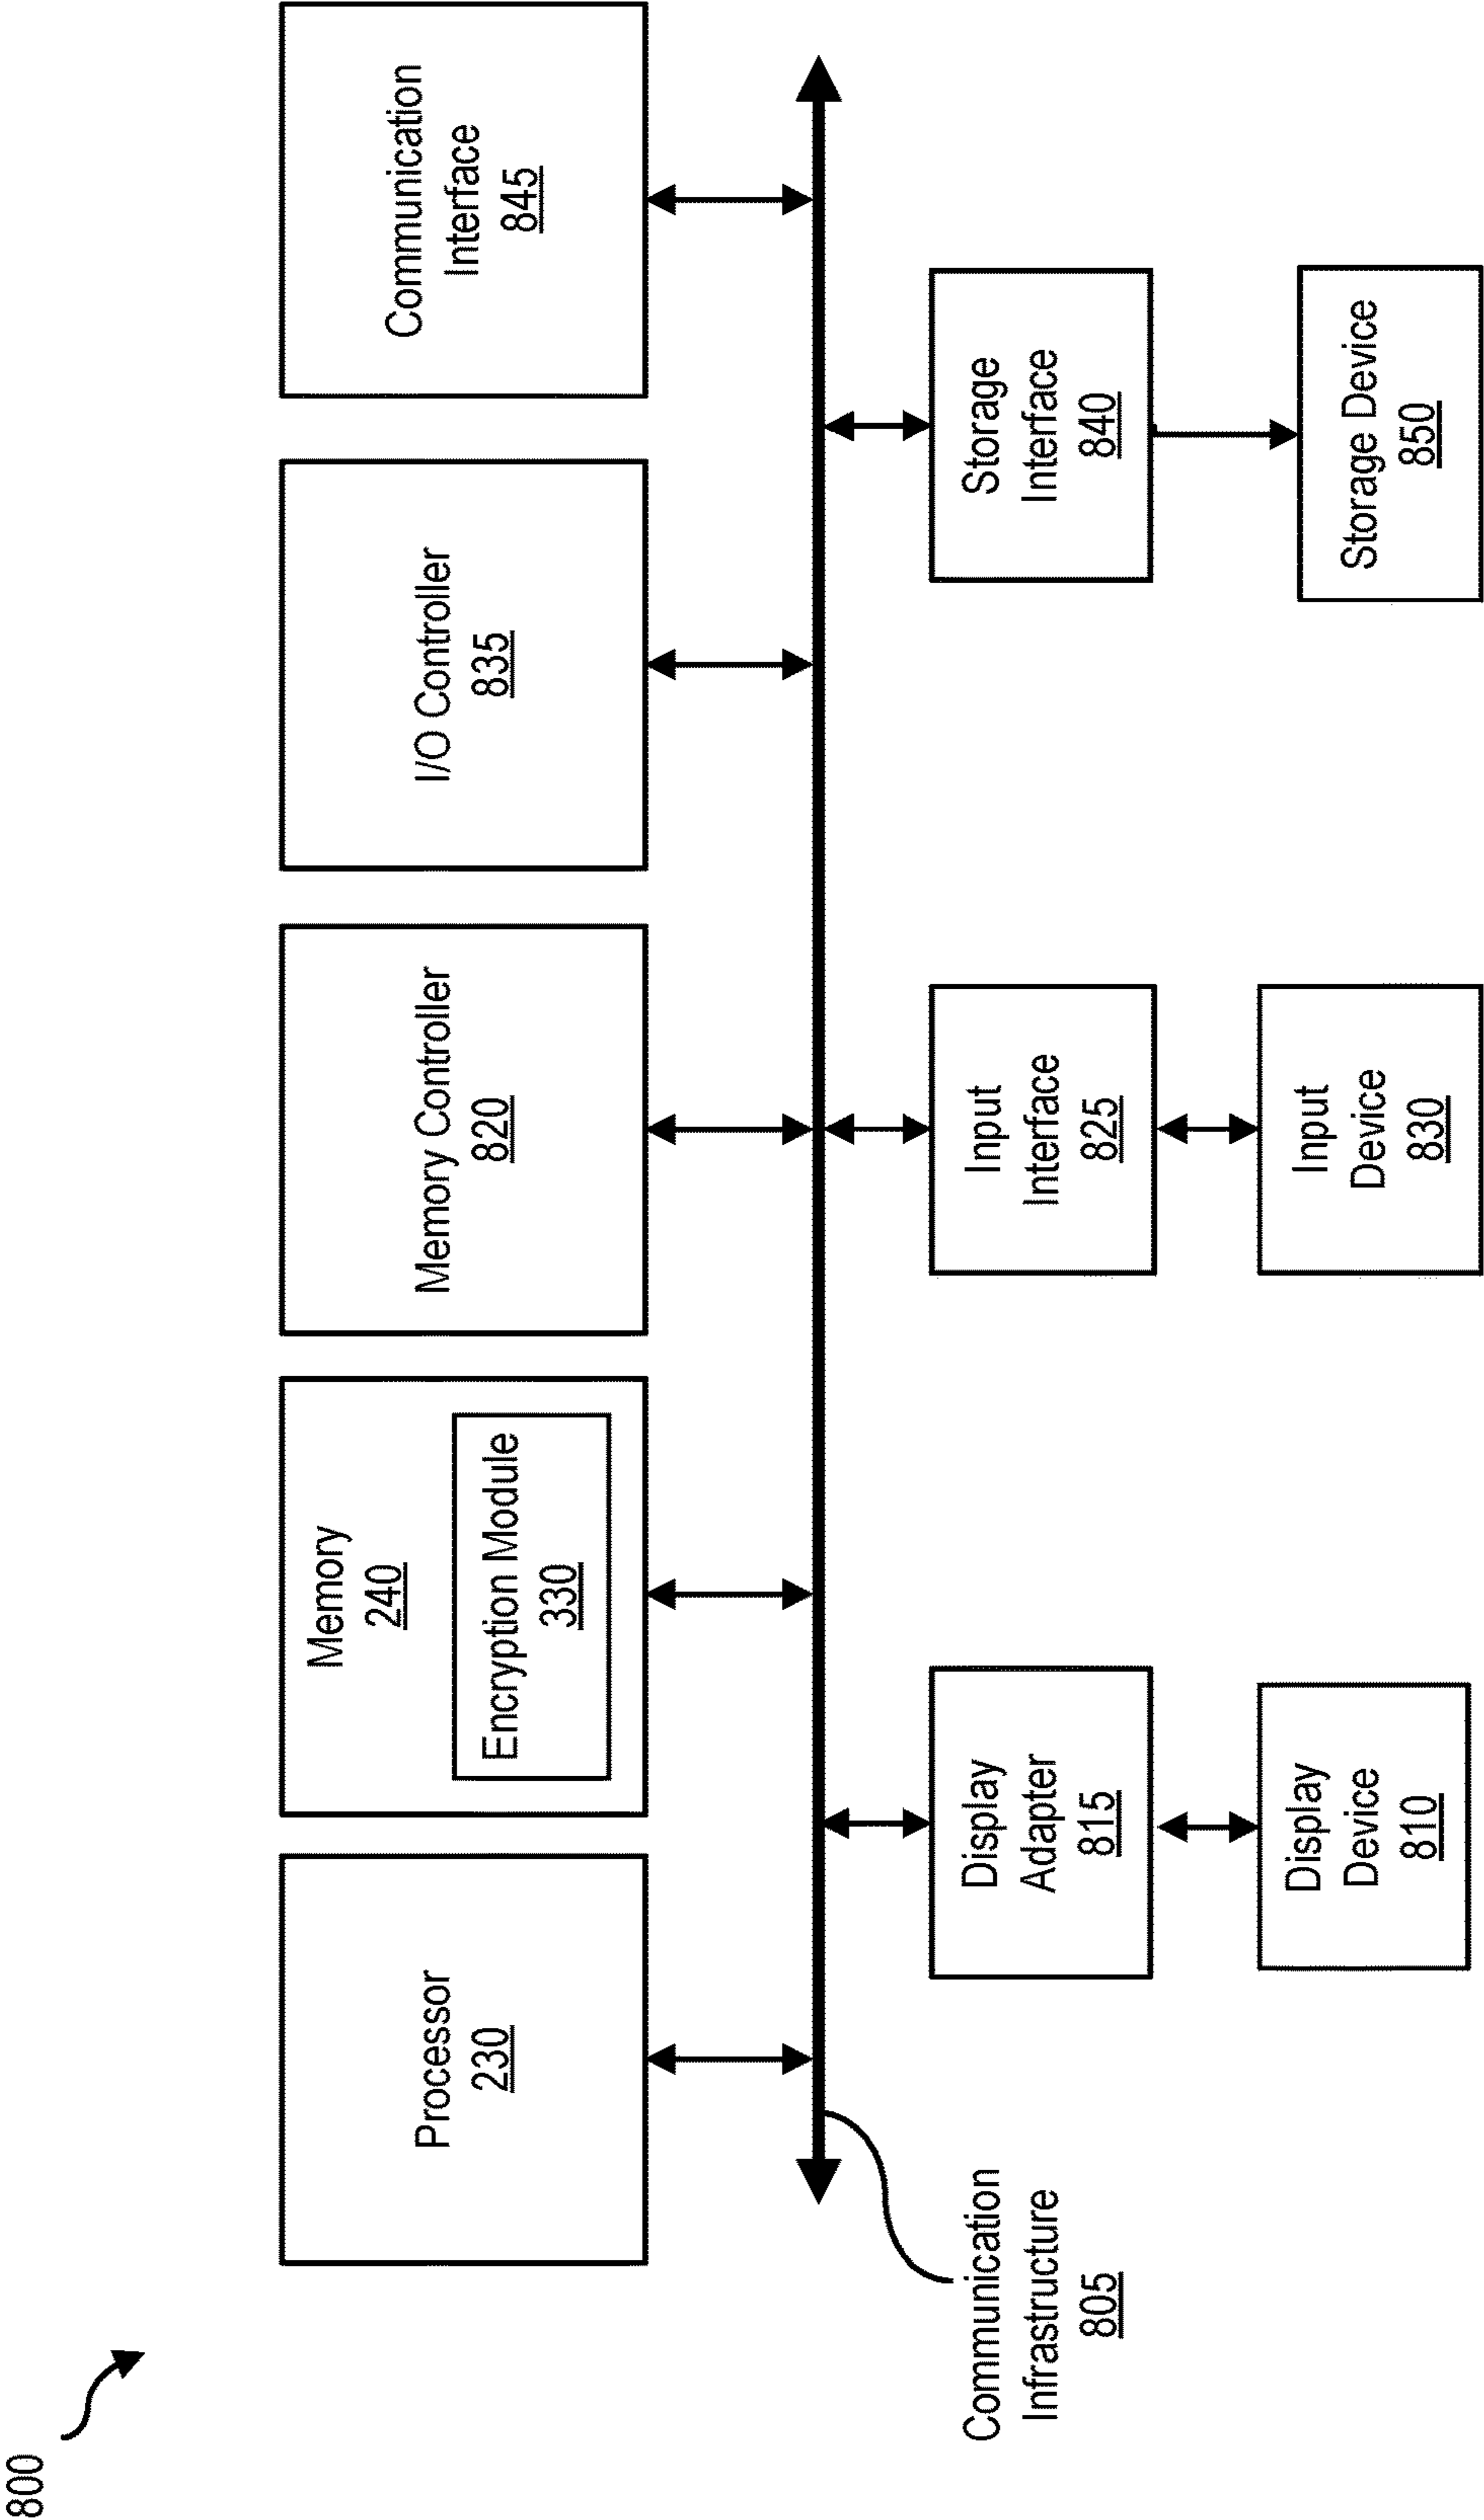 800
Processor
230
Memory
240
Encryption Module
330
Memory Controller
820
I/O Controller
835
Communication
Interface
845
Communication
Infrastructure
805
Display
Adapter
815
Input
Interface
825
Storage
Interface
840
Display
Device
810
Input
Device
830
Storage Device
850